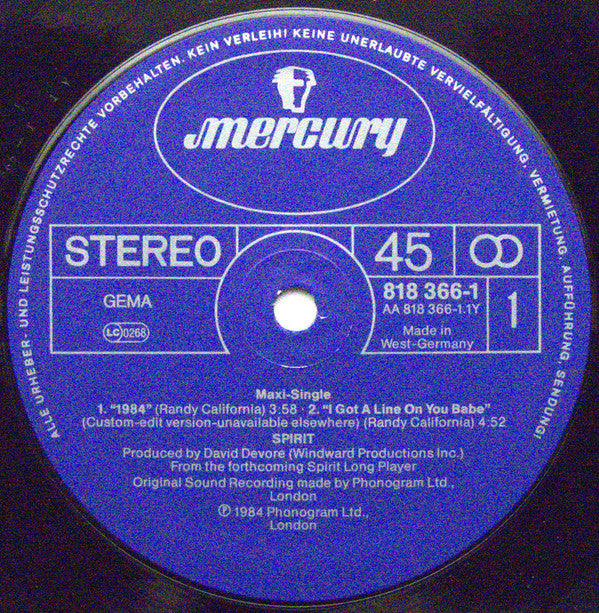 ALLE URHEBER- UND LEISTUNGSSCHUTZRECHTE VORBEHALTEN. KEIN VERLEIH! KEINE UNERLAUBTE VERVIELFÄLTIGUNG, VERMIETUNG, AUFFÜHRUNG, SENDUNG!
mercury
STEREO 45
GEMA
LC 0268
818 366-1
AA 818 366-1.1Y
Made in
West-Germany
1
Maxi-Single
1. "1984" (Randy California) 3:58 · 2. "I Got A Line On You Babe"
(Custom-edit version-unavailable elsewhere) (Randy California) 4:52
SPIRIT
Produced by David Devore (Windward Productions Inc.)
From the forthcoming Spirit Long Player
Original Sound Recording made by Phonogram Ltd.,
London
℗ 1984 Phonogram Ltd.,
London